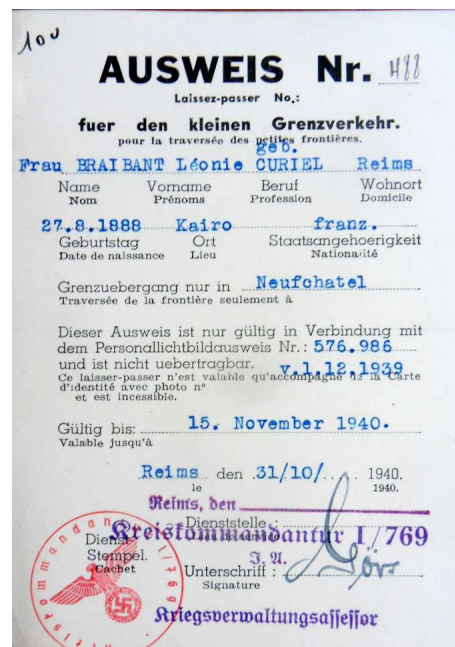 100
AUSWEIS Nr. 488
Laissez-passer No.:
fuer den kleinen Grenzverkehr.
pour la traversée des petites frontières.
geb.
Frau BRAIBANT Léonie CURIEL Reims
Name Vorname Beruf Wohnort
Nom Prénoms Profession Domicile
27.8.1888 Kairo franz.
Geburtstag Ort Staatsangehoerigkeit
Date de naissance Lieu Nationalité
Grenzuebergang nur in Neufchatel
Traversée de la frontière seulement à
Dieser Ausweis ist nur gültig in Verbindung mit
dem Personallichtbildausweis Nr.: 576.986
und ist nicht uebertragbar. v.1.12.1939
Ce laisser-passer n'est valable qu'accompagné de la Carte
d'identité avec photo n°
et est incessible.
Gültig bis: 15. November 1940.
Valable jusqu'à
Reims den 31/10/ 1940.
le 1940.
Reims, den
Dienststelle:
Kreiskommandantur I/769
Dienst
Stempel.
Cachet
J. A.
Unterschrift:
Signature
Kriegsverwaltungsassessor